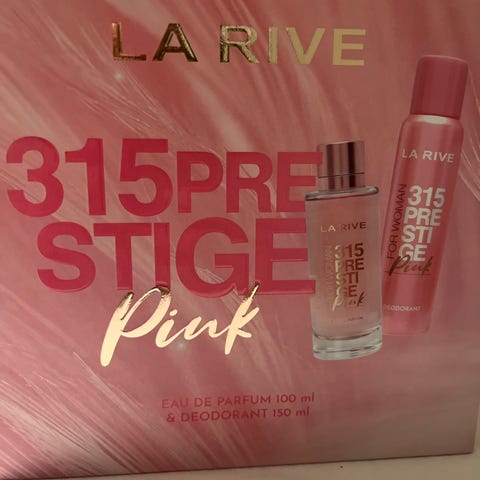 LA RIVE
315PRE
STIGE
Pink
EAU DE PARFUM 100 ml
& DEODORANT 150 ml
LA RIVE
315
PRE
STI
GE
Pink
LA RIVE
FOR WOMAN
315
PRE
STI
GE
Pink
DEODORANT